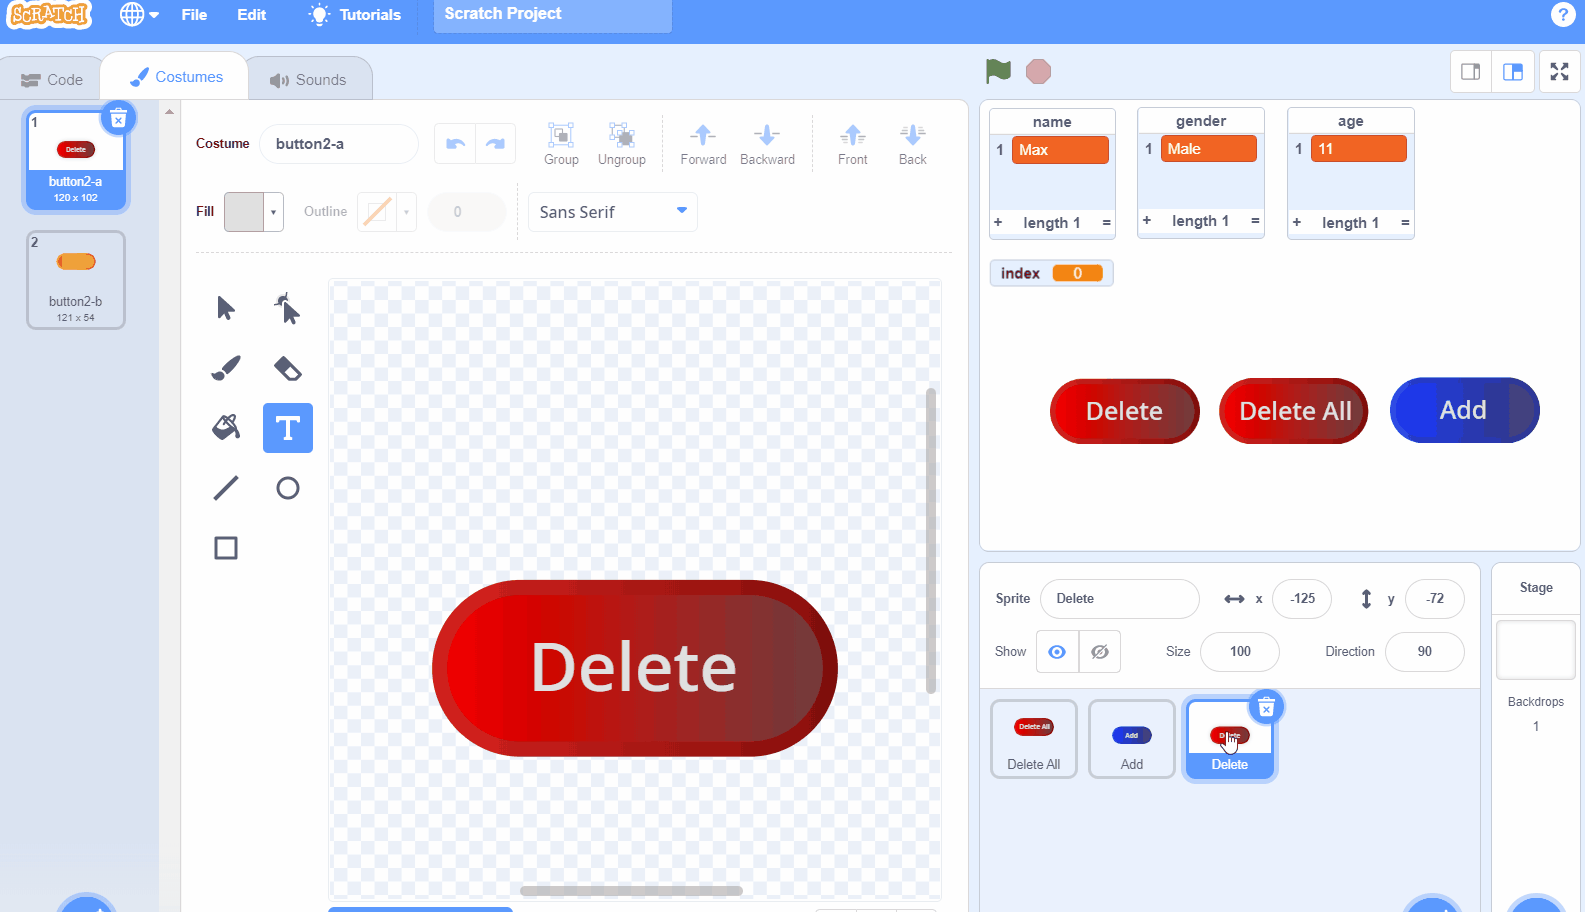 SCRATCH File Edit Tutorials Scratch Project ?
Code Costumes Sounds
1
Delete
button2-a
120 x 102
2
button2-b
121 x 54
Costume button2-a
Group Ungroup Forward Backward Front Back
Fill Outline 0 Sans Serif
T
Delete
name gender age
1 Max 1 Male 1 11
+ length 1 = + length 1 = + length 1 =
index 0
Delete Delete All Add
Sprite Delete x -125 y -72
Show Size 100 Direction 90
Delete All Add Delete
Delete All Add Delete
Stage
Backdrops
1